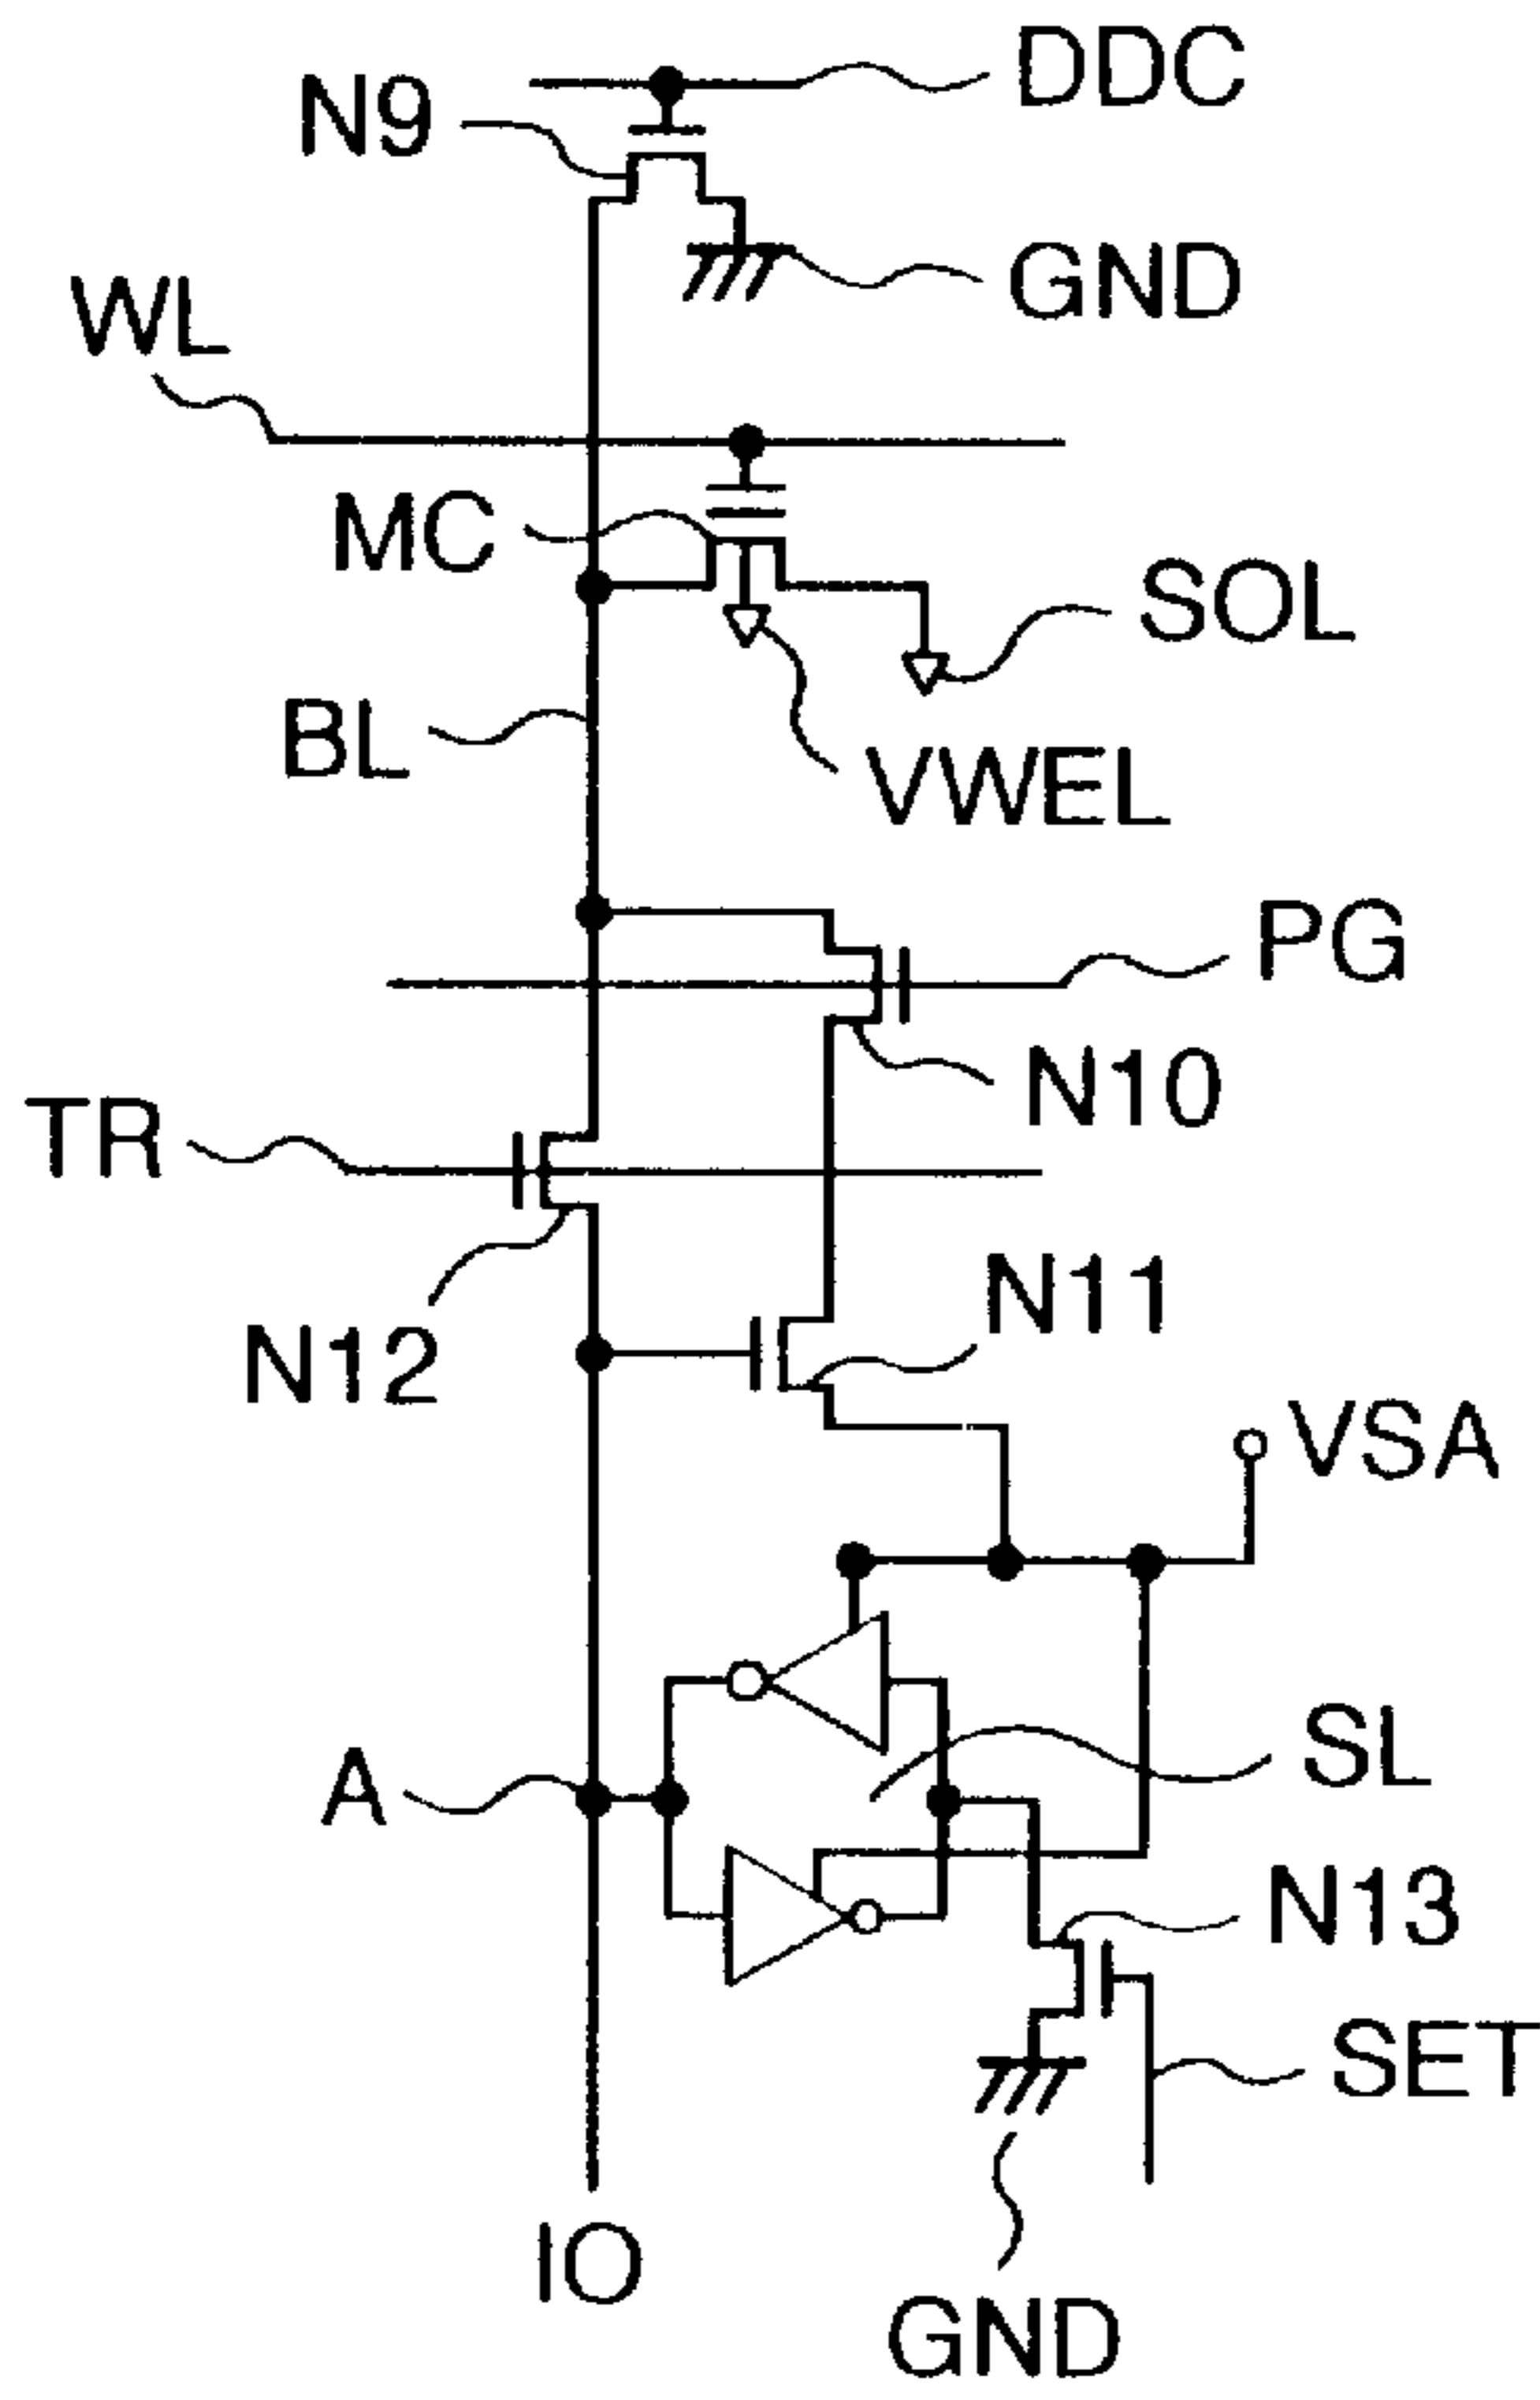 DDC
N9
GND
WL
MC
SOL
BL
VWEL
PG
N10
TR
N11
N12
VSA
SL
A
N13
SET
IO
GND